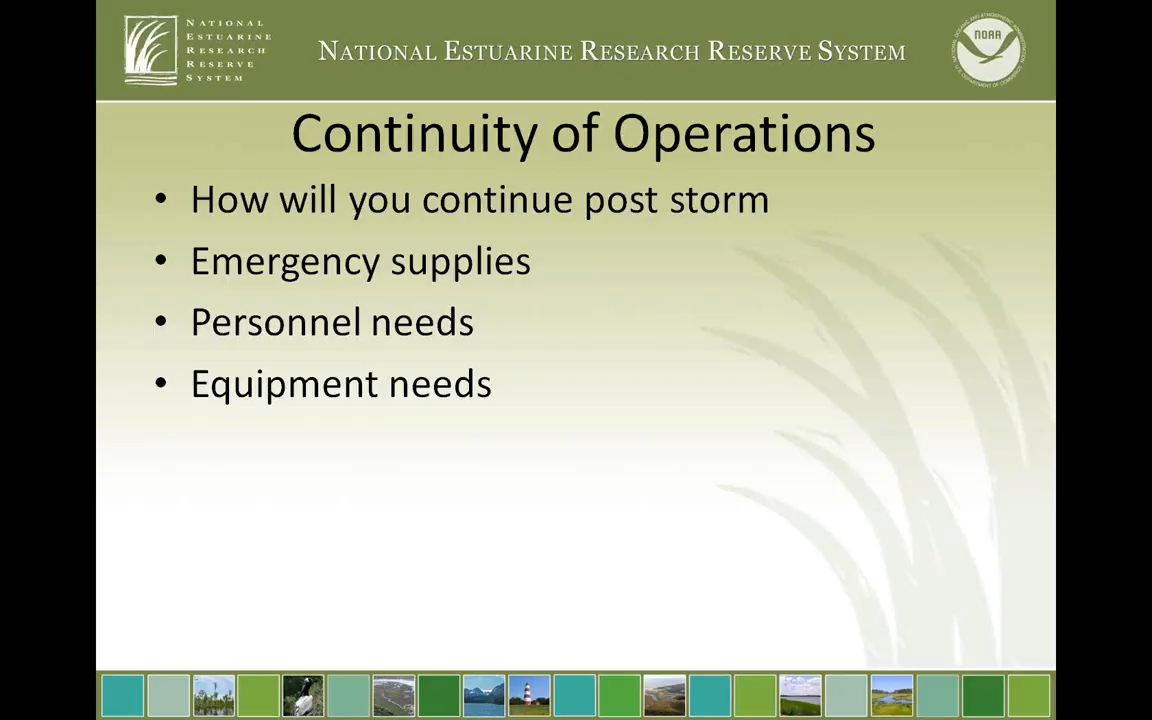 NATIONAL
ESTUARINE
RESEARCH
RESERVE
SYSTEM
NATIONAL ESTUARINE RESEARCH RESERVE SYSTEM
NOAA
Continuity of Operations
• How will you continue post storm
• Emergency supplies
• Personnel needs
• Equipment needs